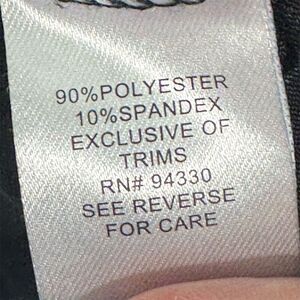 90%POLYESTER
10%SPANDEX
EXCLUSIVE OF
TRIMS
RN# 94330
SEE REVERSE
FOR CARE